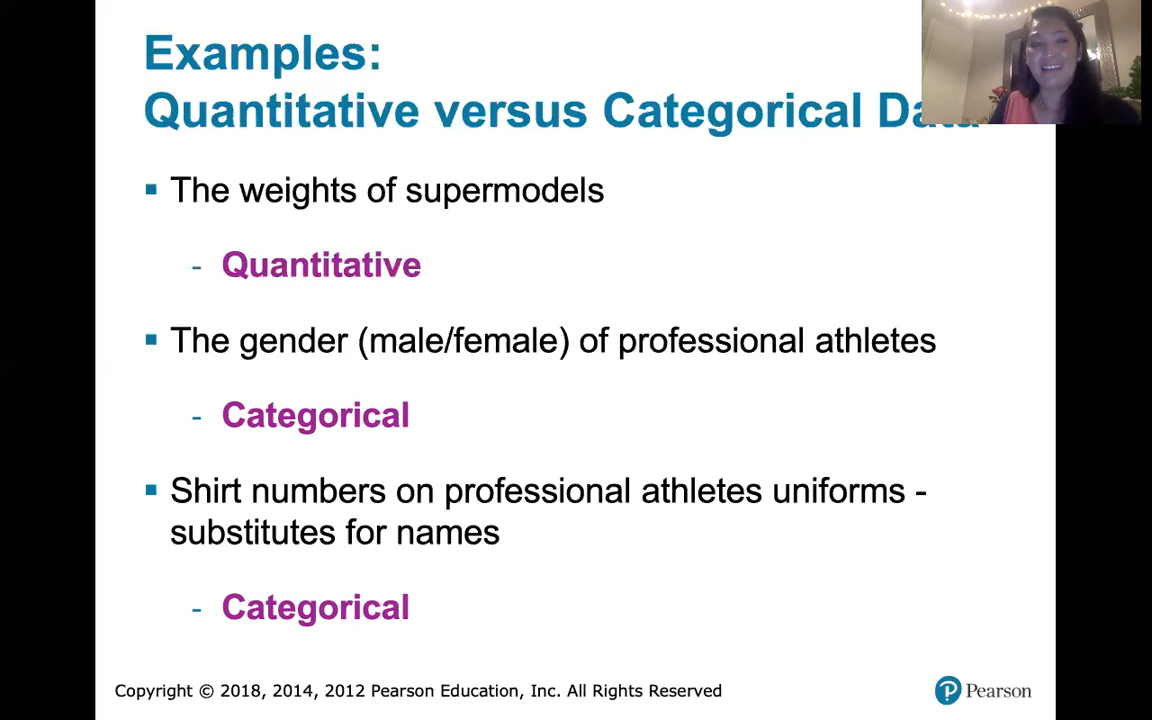 Examples:
Quantitative versus Categorical Data
▪ The weights of supermodels
- Quantitative
▪ The gender (male/female) of professional athletes
- Categorical
▪ Shirt numbers on professional athletes uniforms -
substitutes for names
- Categorical
Copyright © 2018, 2014, 2012 Pearson Education, Inc. All Rights Reserved
Pearson